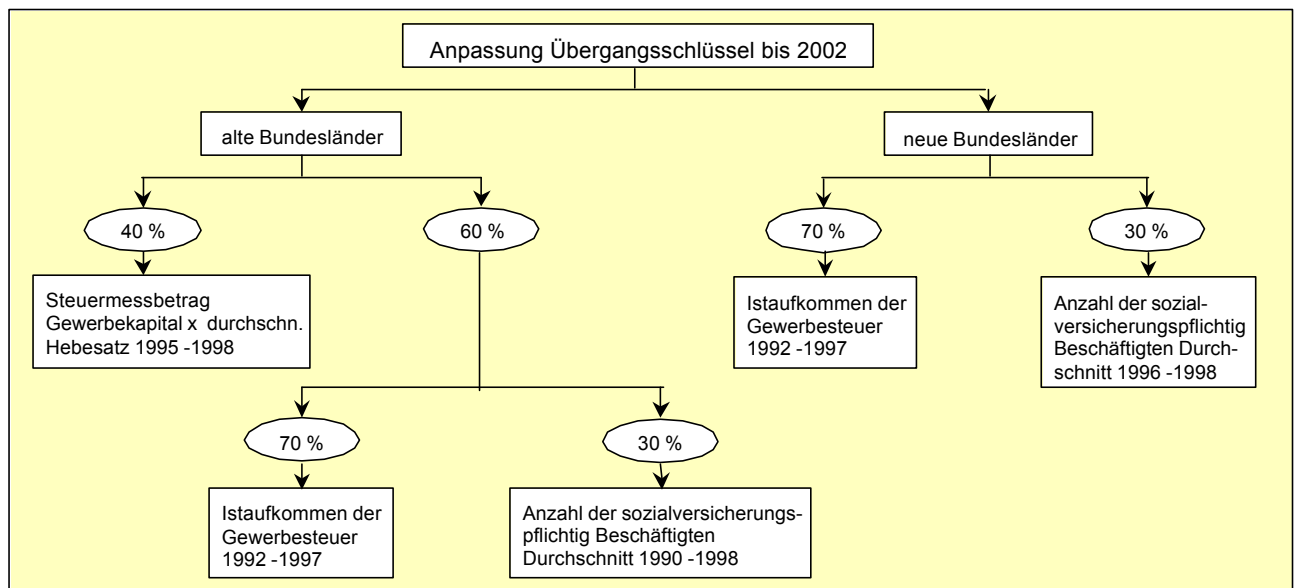 Anpassung Übergangsschlüssel bis 2002
alte Bundesländer
neue Bundesländer
40 %
60 %
70 %
30 %
Steuermessbetrag
Gewerbekapital x durchschn.
Hebesatz 1995 -1998
Istaufkommen der
Gewerbesteuer
1992 -1997
Anzahl der sozial-
versicherungspflichtig
Beschäftigten Durch-
schnitt 1996 -1998
70 %
30 %
Istaufkommen der
Gewerbesteuer
1992 -1997
Anzahl der sozialversicherungs-
pflichtig Beschäftigten
Durchschnitt 1990 -1998